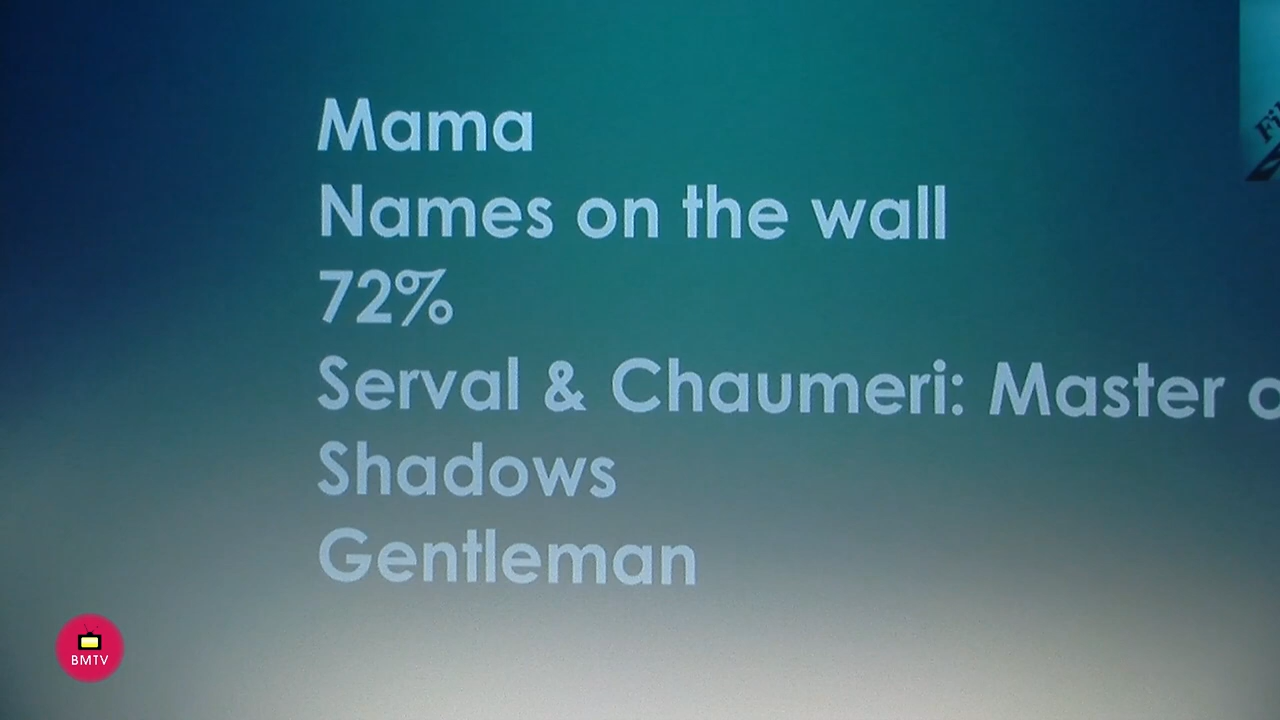 Mama
Names on the wall
72%
Serval & Chaumeri: Master
Shadows
Gentleman
BMTV